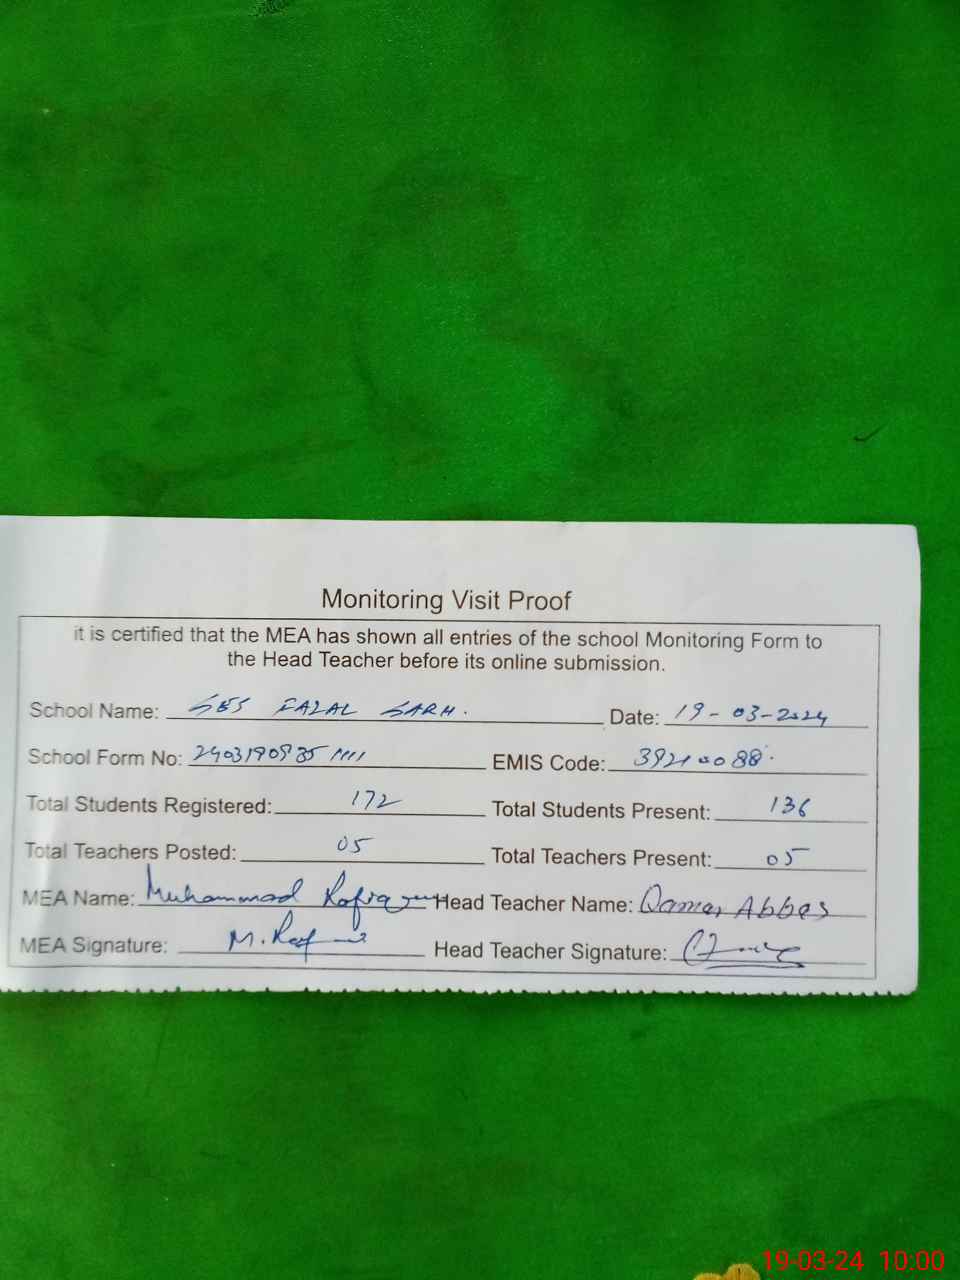 Monitoring Visit Proof
it is certified that the MEA has shown all entries of the school Monitoring Form to
the Head Teacher before its online submission.
School Name: GES FAZAL GARH. Date: 19-03-2024
School Form No: EMIS Code: 39210088
Total Students Registered: 172 Total Students Present: 136
Total Teachers Posted: 05 Total Teachers Present: 05
MEA Name: Muhammad Rafiq Head Teacher Name: Qamar Abbas
MEA Signature: M. Head Teacher Signature:
19-03-24 10:00